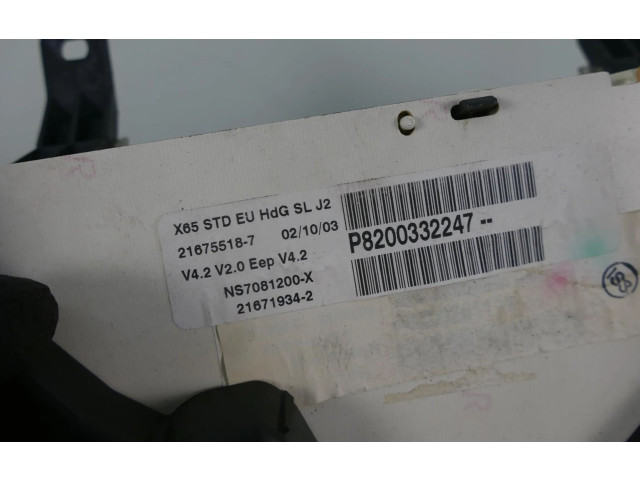 X65 STD EU HdG SL J2
21675518-7 02/10/03
V4.2 V2.0 Eep V4.2
NS7081200-X
21671934-2
P8200332247 --